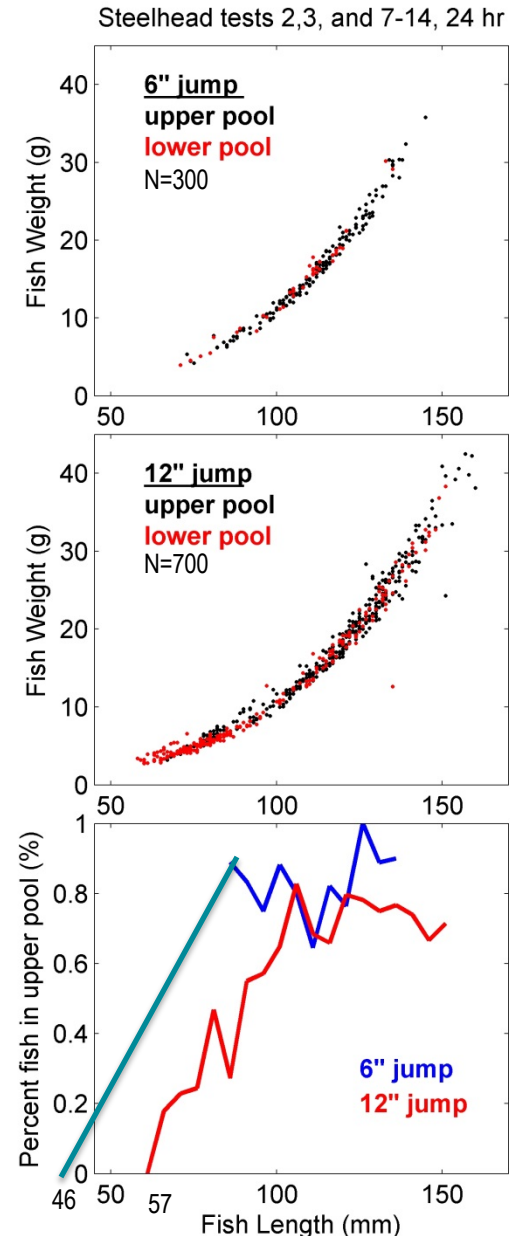 Steelhead tests 2,3, and 7-14, 24 hr
Fish Weight (g)
40
30
20
10
0
6" jump
upper pool
lower pool
N=300
50 100 150
Fish Weight (g)
40
30
20
10
0
12" jump
upper pool
lower pool
N=700
50 100 150
Percent fish in upper pool (%)
1
0.8
0.6
0.4
0.2
0
6" jump
12" jump
46 50 57 100 150
Fish Length (mm)